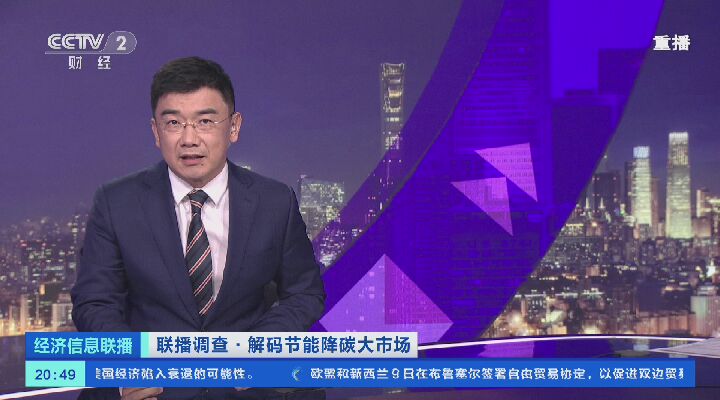 CCTV 2
财经
重播
经济信息联播
联播调查·解码节能降碳大市场
20:49
美国经济陷入衰退的可能性。
欧盟和新西兰9日在布鲁塞尔签署自由贸易协定，以促进双边贸易